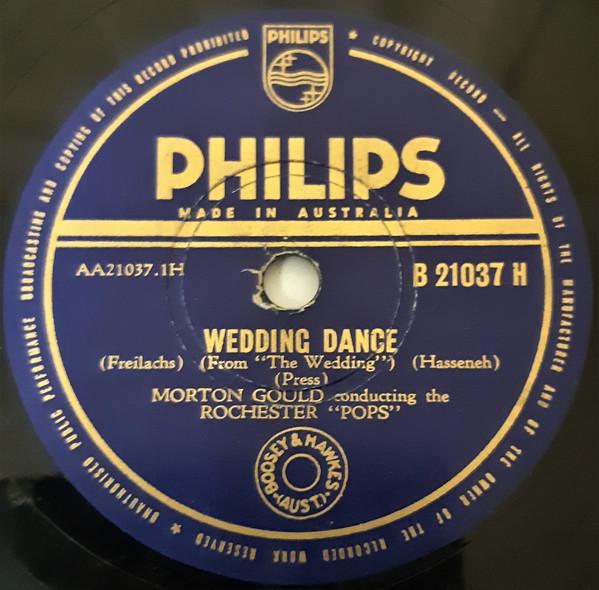 PHILIPS
PHILIPS
MADE IN AUSTRALIA
AA21037.1H
B 21037 H
WEDDING DANCE
(Freilachs) (From "The Wedding") (Hasseneh)
(Press)
MORTON GOULD conducting the
ROCHESTER "POPS"
BOOSEY & HAWKES
(AUST.)
★ COPYRIGHT RECORD — ALL RIGHTS OF THE MANUFACTURER AND OF THE OWNER OF THE RECORDED WORK RESERVED ★ UNAUTHORISED PUBLIC PERFORMANCE BROADCASTING AND COPYING OF THIS RECORD PROHIBITED